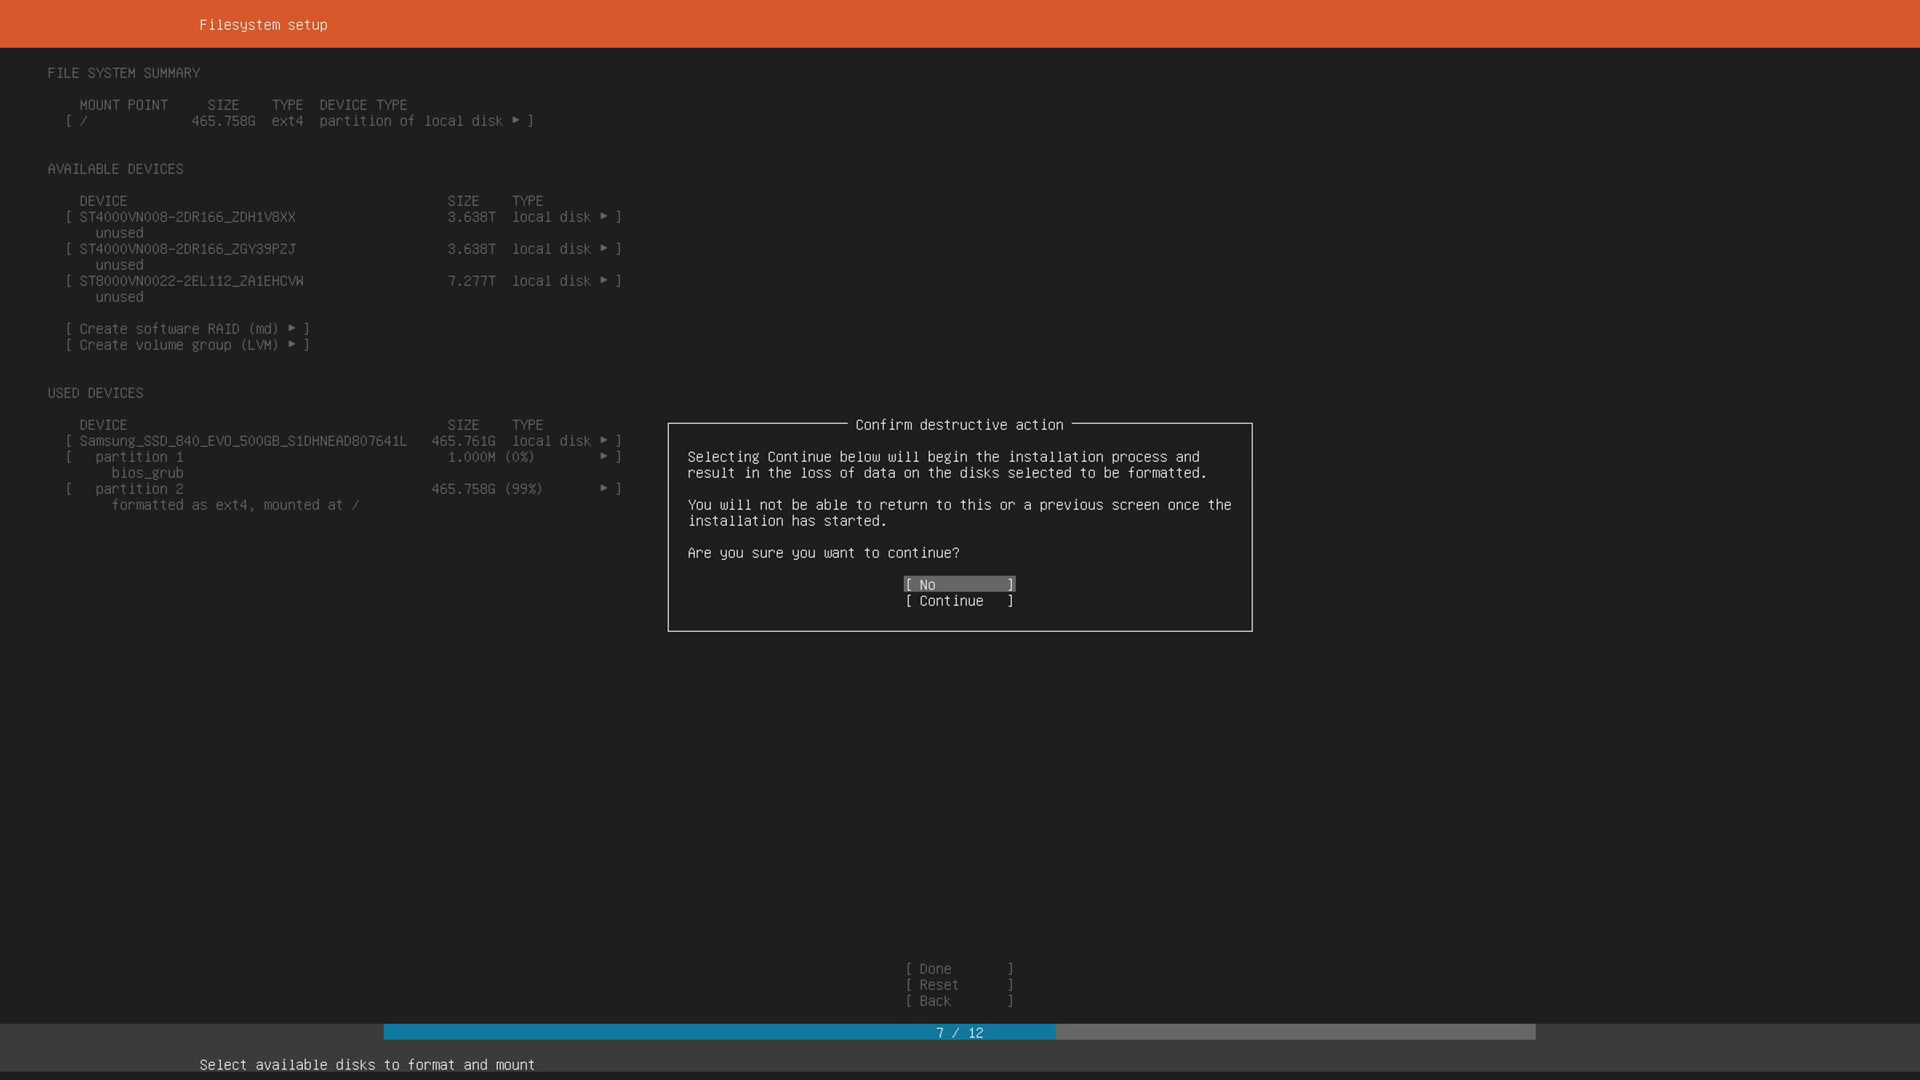 Filesystem setup
FILE SYSTEM SUMMARY
MOUNT POINT SIZE TYPE DEVICE TYPE
[ / 465.758G ext4 partition of local disk ▸ ]
AVAILABLE DEVICES
DEVICE SIZE TYPE
[ ST4000VN008-2DR166_ZDH1V8XX 3.638T local disk ▸ ]
unused
[ ST4000VN008-2DR166_ZGY39PZJ 3.638T local disk ▸ ]
unused
[ ST8000VN0022-2EL112_ZA1EHCVW 7.277T local disk ▸ ]
unused
[ Create software RAID (md) ▸ ]
[ Create volume group (LVM) ▸ ]
USED DEVICES
DEVICE SIZE TYPE
[ Samsung_SSD_840_EVO_500GB_S1DHNEAD807641L 465.761G local disk ▸ ]
[ partition 1 1.000M (0%) ▸ ]
bios_grub
[ partition 2 465.758G (99%) ▸ ]
formatted as ext4, mounted at /
Confirm destructive action
Selecting Continue below will begin the installation process and
result in the loss of data on the disks selected to be formatted.
You will not be able to return to this or a previous screen once the
installation has started.
Are you sure you want to continue?
[ No ]
[ Continue ]
[ Done ]
[ Reset ]
[ Back ]
7 / 12
Select available disks to format and mount